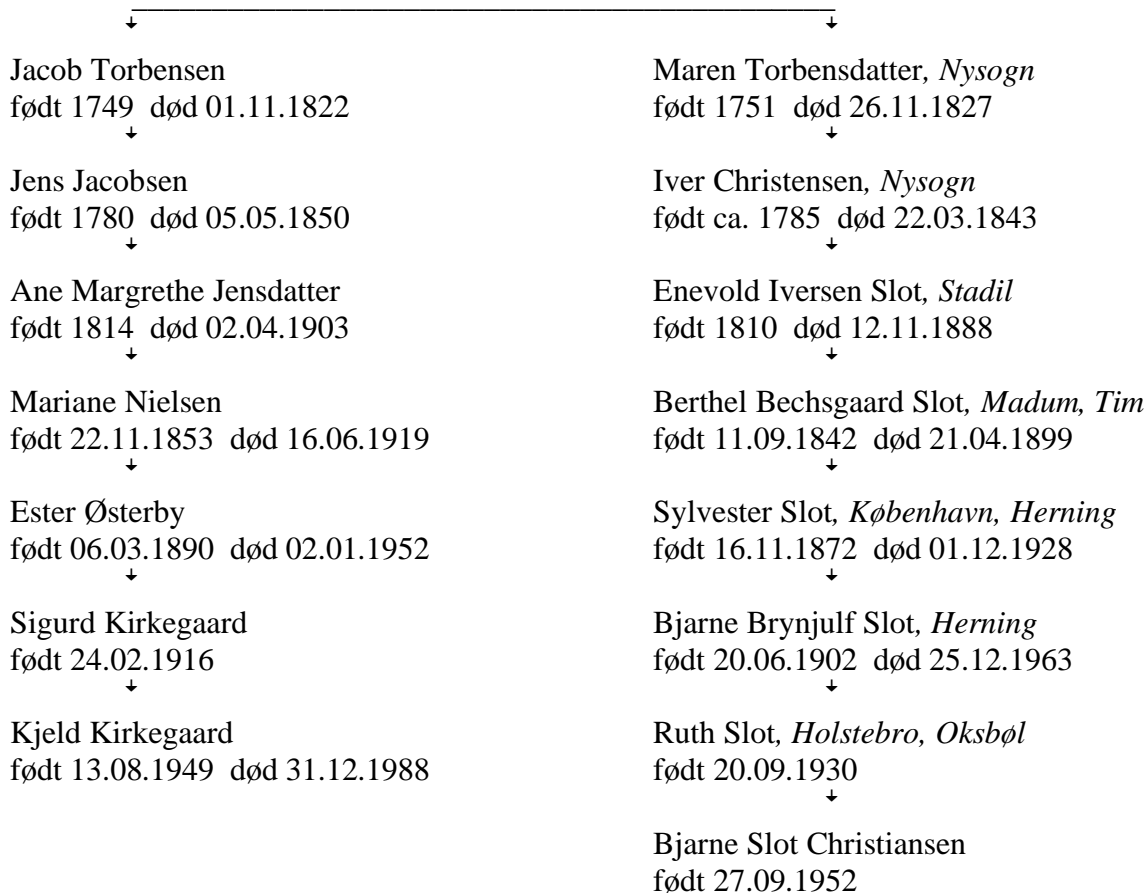 Jacob Torbensen
født 1749  død 01.11.1822
Jens Jacobsen
født 1780  død 05.05.1850
Ane Margrethe Jensdatter
født 1814  død 02.04.1903
Mariane Nielsen
født 22.11.1853  død 16.06.1919
Ester Østerby
født 06.03.1890  død 02.01.1952
Sigurd Kirkegaard
født 24.02.1916
Kjeld Kirkegaard
født 13.08.1949  død 31.12.1988
Maren Torbensdatter, Nysogn
født 1751  død 26.11.1827
Iver Christensen, Nysogn
født ca. 1785  død 22.03.1843
Enevold Iversen Slot, Stadil
født 1810  død 12.11.1888
Berthel Bechsgaard Slot, Madum, Tim
født 11.09.1842  død 21.04.1899
Sylvester Slot, København, Herning
født 16.11.1872  død 01.12.1928
Bjarne Brynjulf Slot, Herning
født 20.06.1902  død 25.12.1963
Ruth Slot, Holstebro, Oksbøl
født 20.09.1930
Bjarne Slot Christiansen
født 27.09.1952